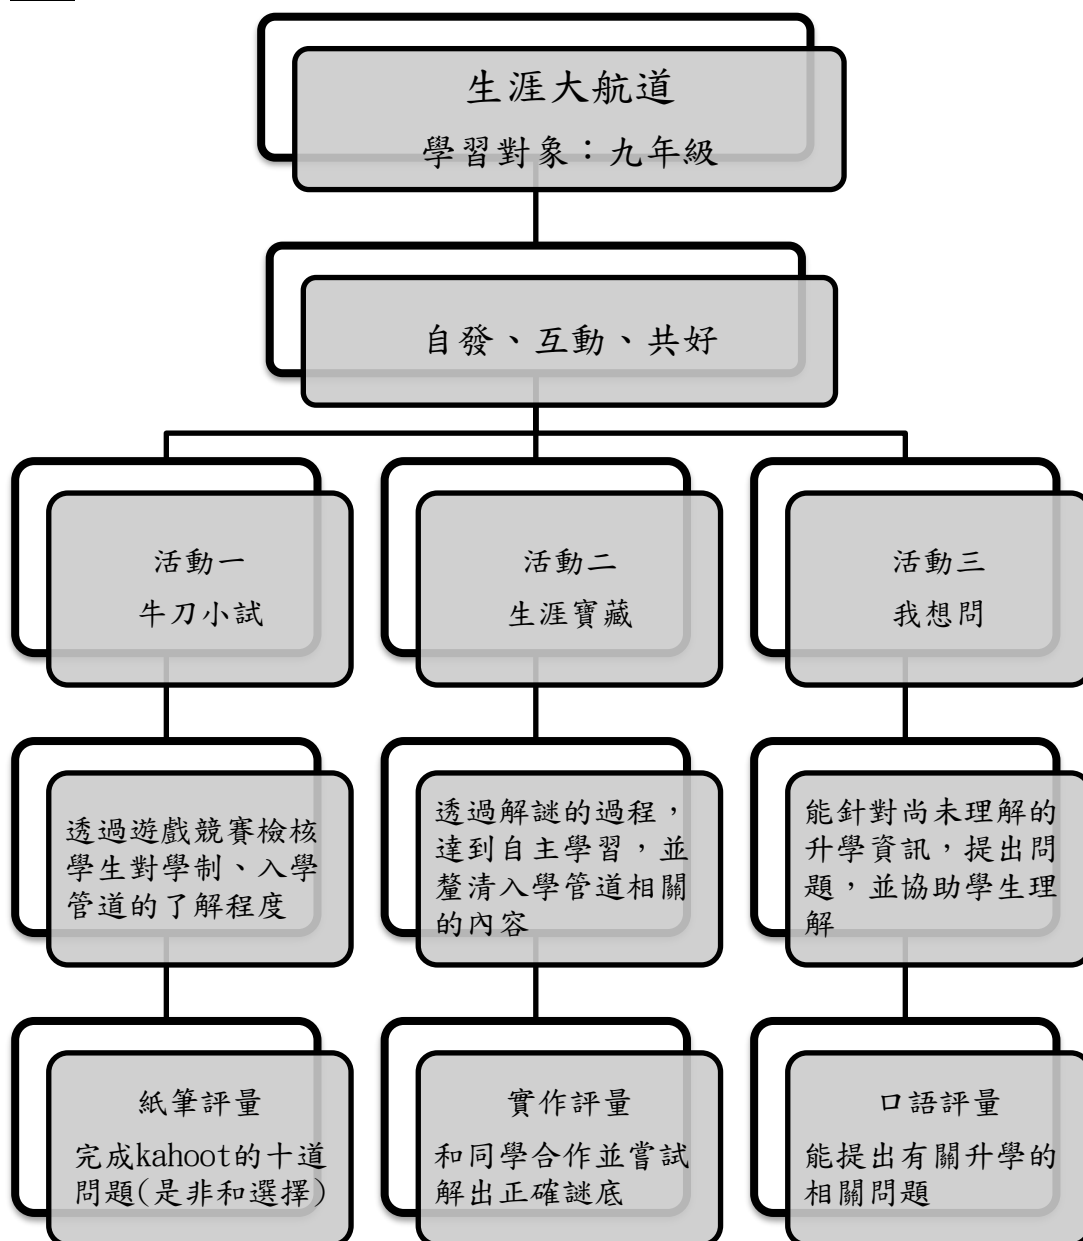 生涯大航道
學習對象：九年級
自發、互動、共好
活動一
牛刀小試
活動二
生涯寶藏
活動三
我想問
透過遊戲競賽檢核
學生對學制、入學
管道的了解程度
透過解謎的過程，
達到自主學習，並
釐清入學管道相關
的內容
能針對尚未理解的
升學資訊，提出問
題，並協助學生理
解
紙筆評量
完成kahoot的十道
問題(是非和選擇)
實作評量
和同學合作並嘗試
解出正確謎底
口語評量
能提出有關升學的
相關問題